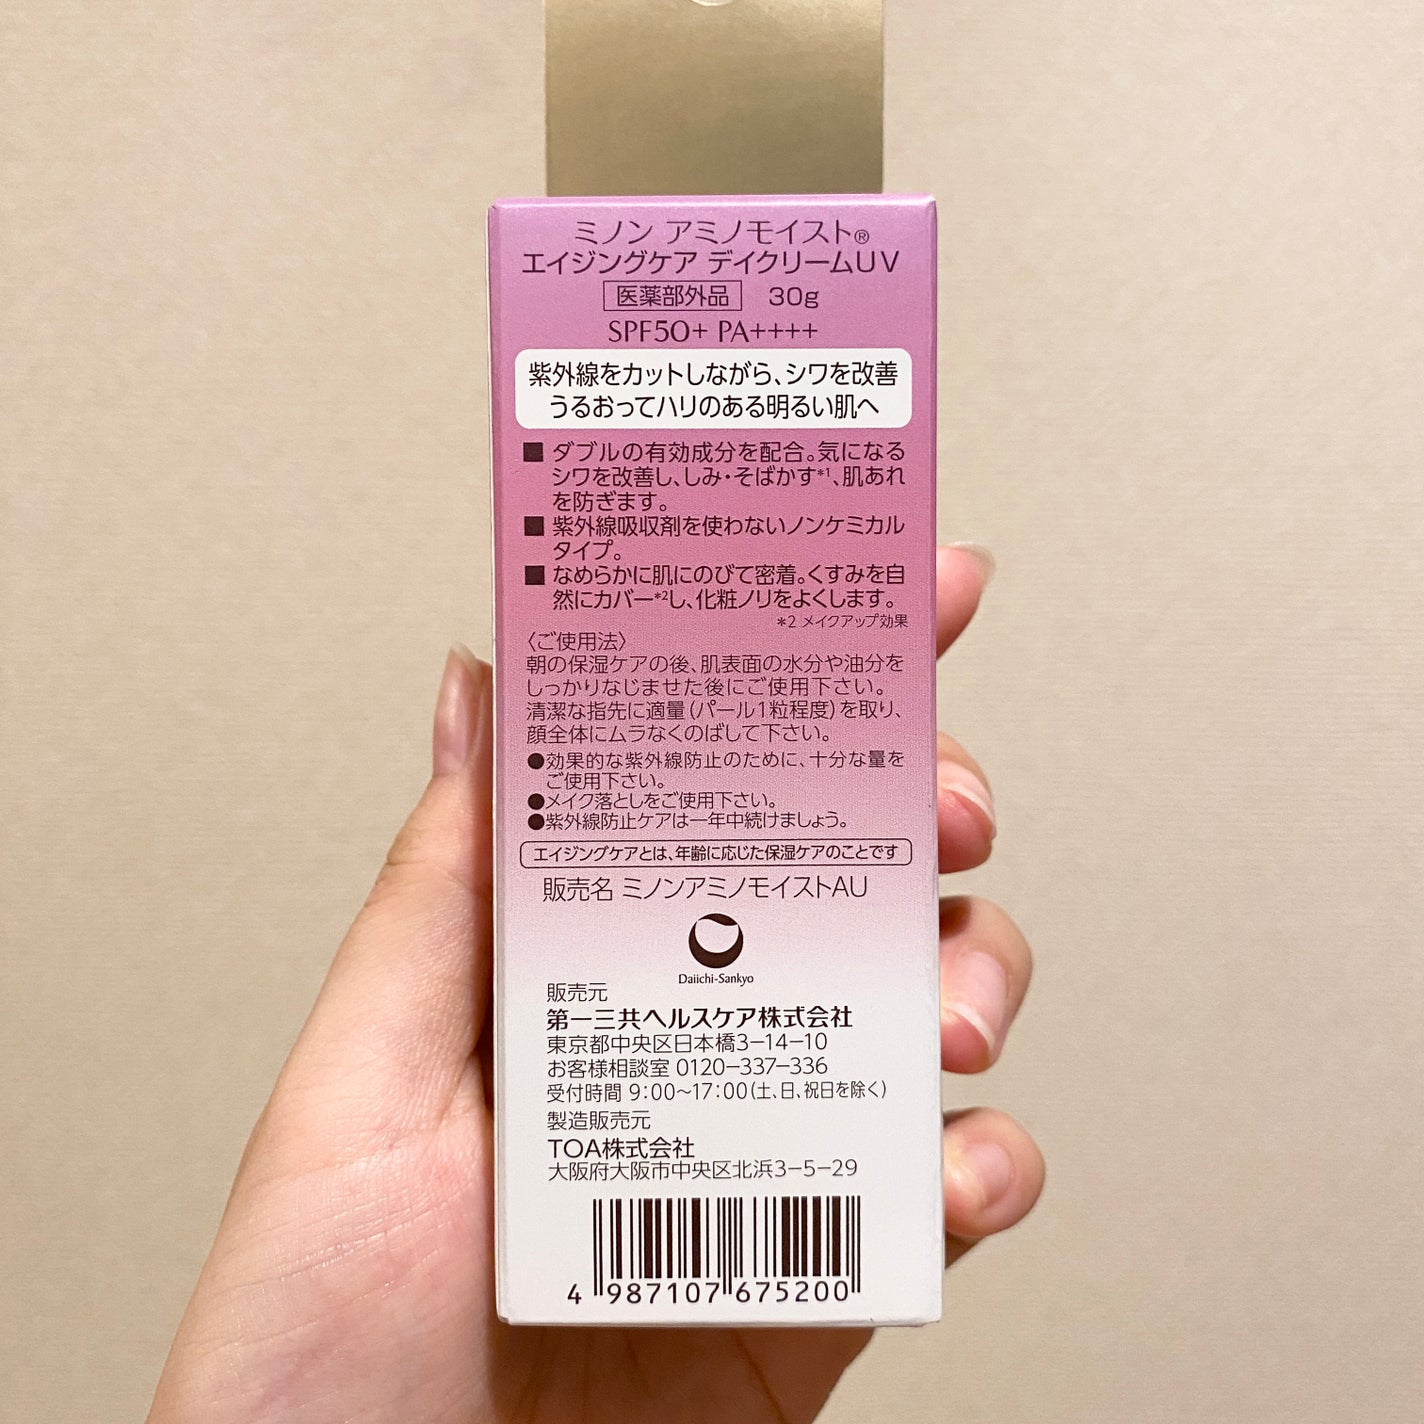 ミノン アミノモイスト®
エイジングケア デイクリームUV
医薬部外品 30g
SPF50+ PA++++
紫外線をカットしながら、シワを改善
うるおってハリのある明るい肌へ
■ ダブルの有効成分を配合。気になる
シワを改善し、しみ・そばかす*1、肌あれ
を防ぎます。
■ 紫外線吸収剤を使わないノンケミカル
タイプ。
■ なめらかに肌にのびて密着。くすみを自
然にカバー*2し、化粧ノリをよくします。
*2 メイクアップ効果
〈ご使用法〉
朝の保湿ケアの後、肌表面の水分や油分を
しっかりなじませた後にご使用下さい。
清潔な指先に適量(パール1粒程度)を取り、
顔全体にムラなくのばして下さい。
●効果的な紫外線防止のために、十分な量を
ご使用下さい。
●メイク落としをご使用下さい。
●紫外線防止ケアは一年中続けましょう。
エイジングケアとは、年齢に応じた保湿ケアのことです
販売名 ミノンアミノモイストAU
Daiichi-Sankyo
販売元
第一三共ヘルスケア株式会社
東京都中央区日本橋3-14-10
お客様相談室 0120-337-336
受付時間 9:00〜17:00(土、日、祝日を除く)
製造販売元
TOA株式会社
大阪府大阪市中央区北浜3-5-29
4 987107 675200